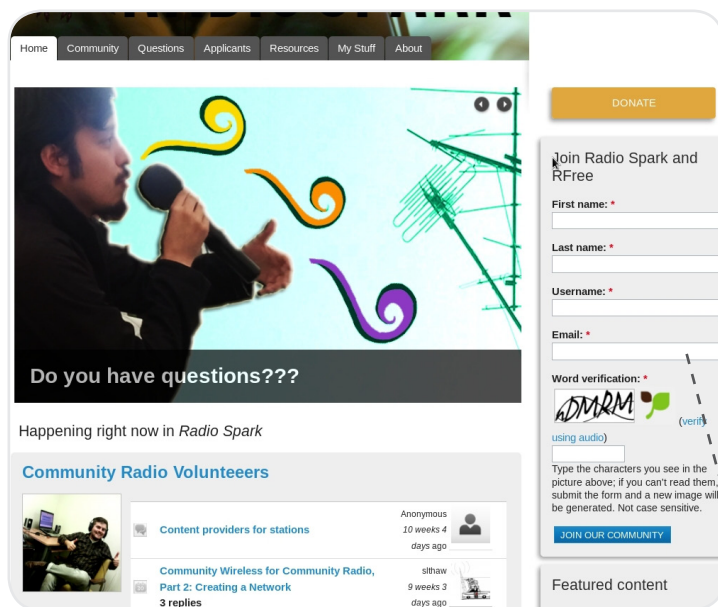 RADIO SPARK
Home Community Questions Applicants Resources My Stuff About
DONATE
Do you have questions???
Happening right now in Radio Spark
Community Radio Volunteeers
Content providers for stations
Anonymous
10 weeks 4
days ago
Community Wireless for Community Radio,
Part 2: Creating a Network
3 replies
slthaw
9 weeks 3
days ago
Join Radio Spark and
RFree
First name: *
Last name: *
Username: *
Email: *
Word verification: *
(verify
using audio)
Type the characters you see in the
picture above; if you can't read them,
submit the form and a new image will
be generated. Not case sensitive.
JOIN OUR COMMUNITY
Featured content